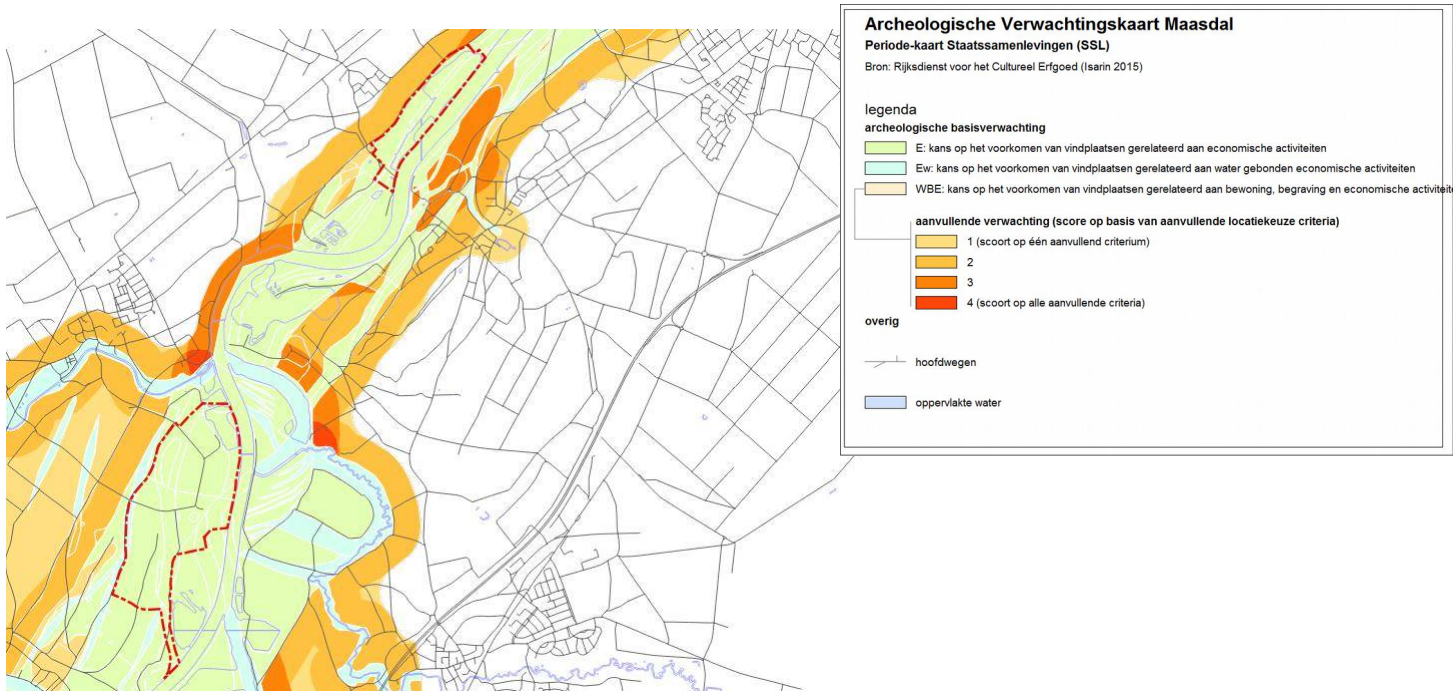 Archeologische Verwachtingskaart Maasdal
Periode-kaart Staatssamenlevingen (SSL)
Bron: Rijksdienst voor het Cultureel Erfgoed (Isarin 2015)
legenda
archeologische basisverwachting
E: kans op het voorkomen van vindplaatsen gerelateerd aan economische activiteiten
Ew: kans op het voorkomen van vindplaatsen gerelateerd aan water gebonden economische activiteiten
WBE: kans op het voorkomen van vindplaatsen gerelateerd aan bewoning, begraving en economische activiteite
aanvullende verwachting (score op basis van aanvullende locatiekeuze criteria)
1 (scoort op één aanvullend criterium)
2
3
4 (scoort op alle aanvullende criteria)
overig
hoofdwegen
oppervlakte water